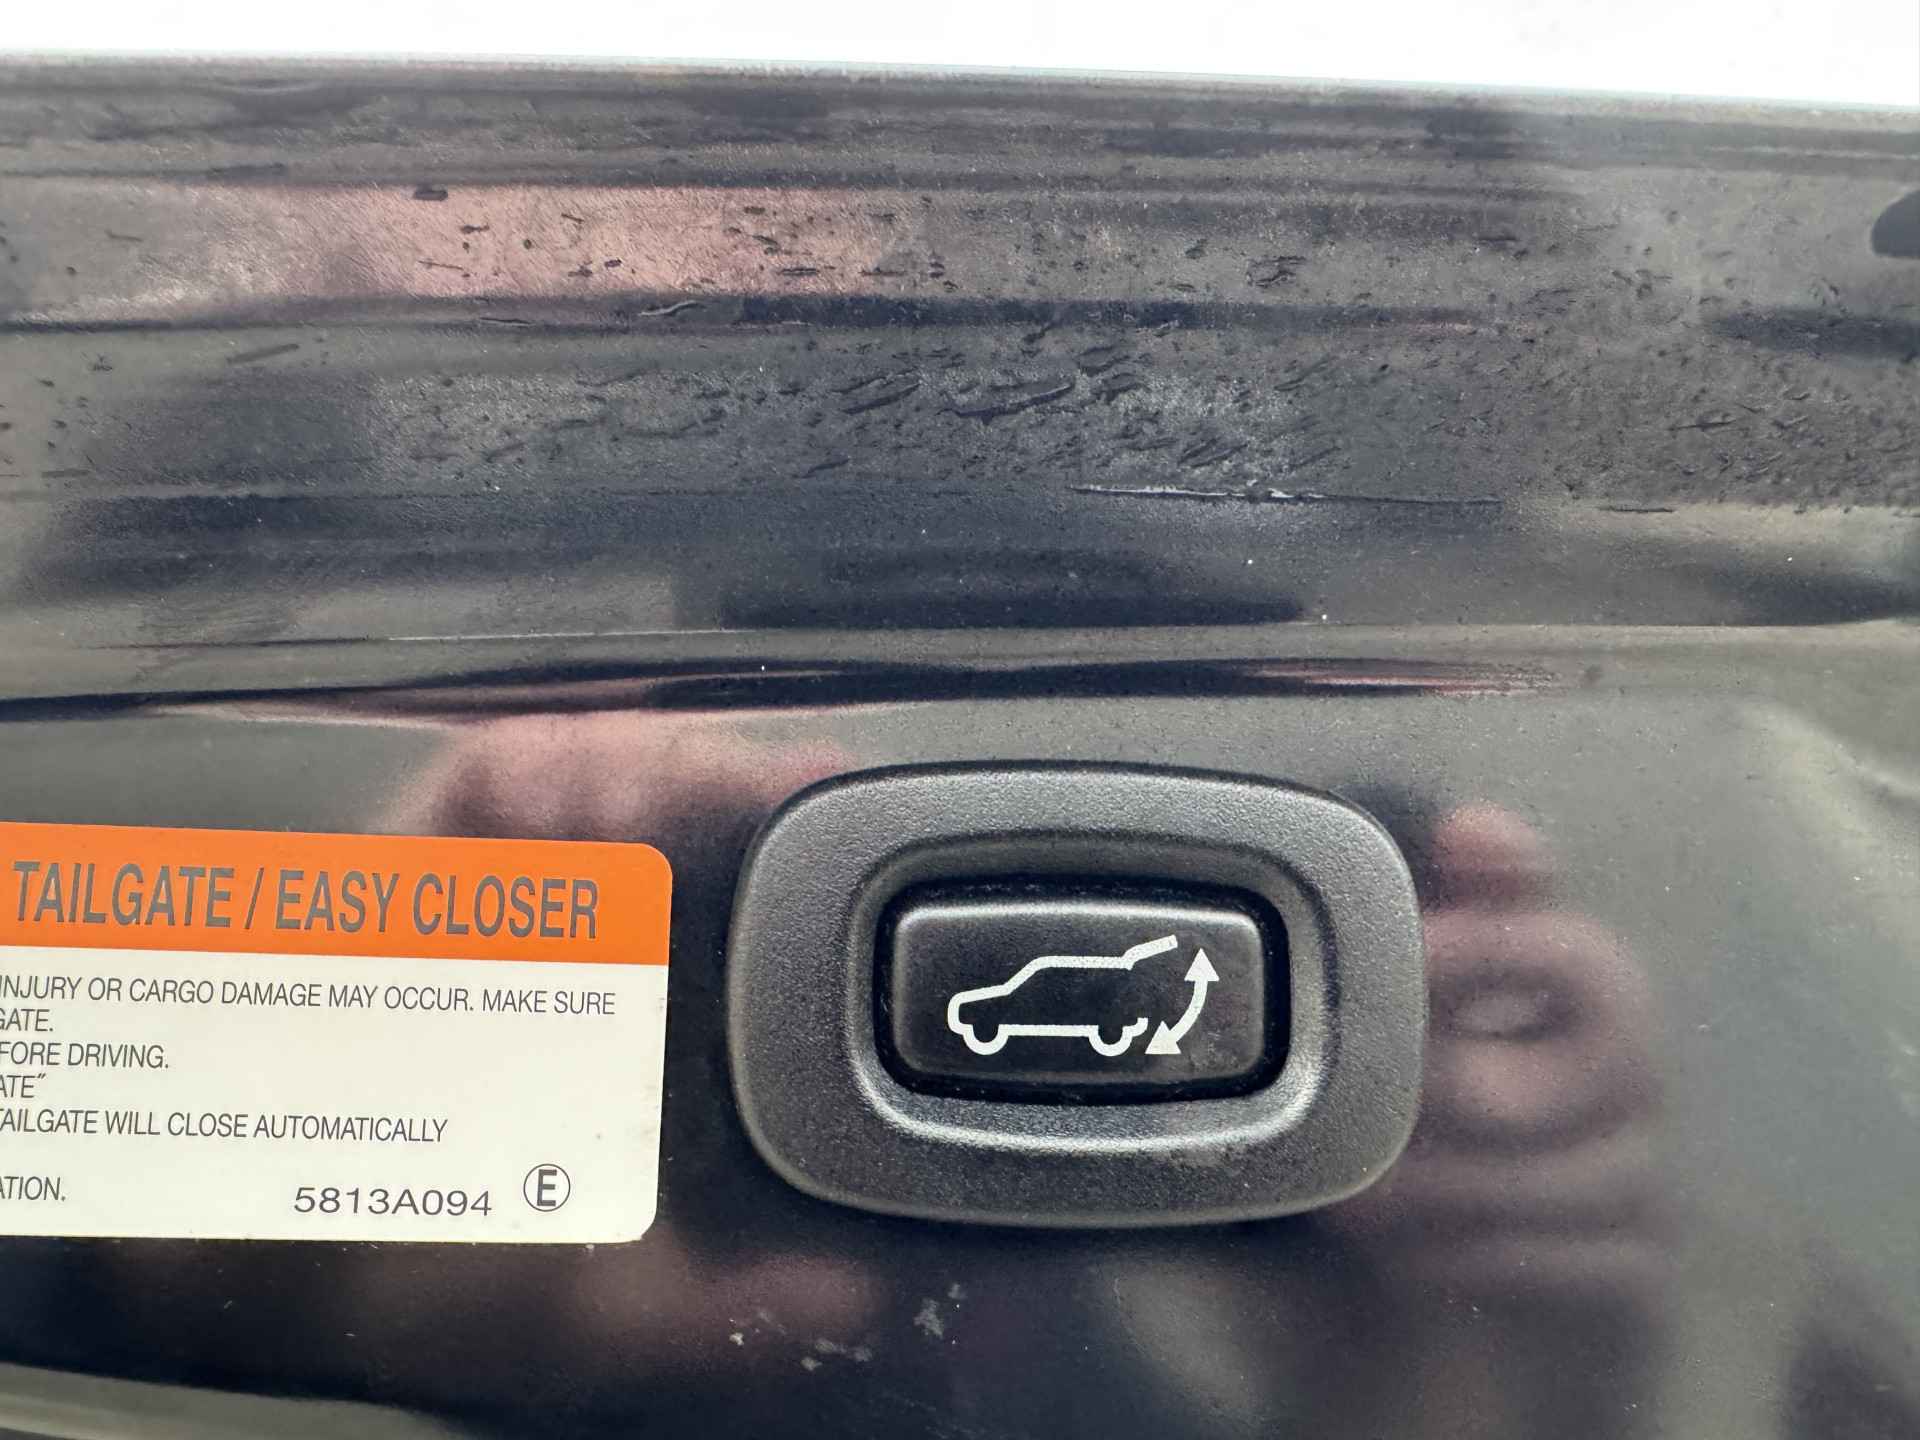 TAILGATE / EASY CLOSER
INJURY OR CARGO DAMAGE MAY OCCUR. MAKE SURE
GATE.
FORE DRIVING.
ATE"
TAILGATE WILL CLOSE AUTOMATICALLY
ATION.
5813A094 E